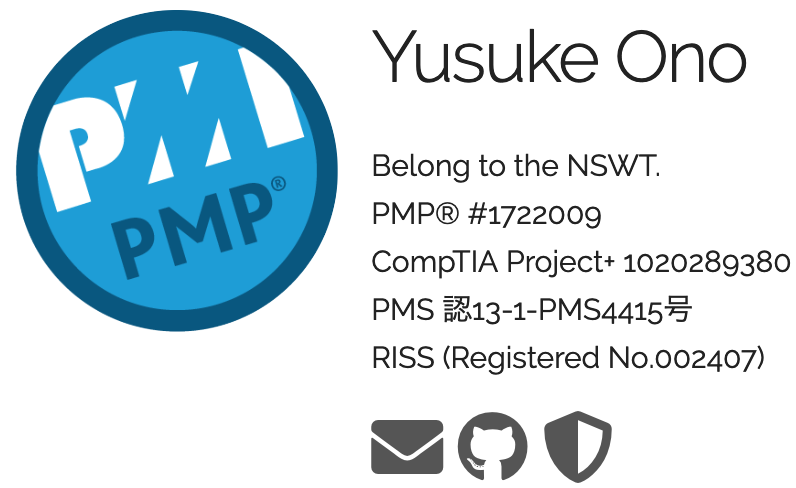 PMI
PMP®
Yusuke Ono
Belong to the NSWT.
PMP® #1722009
CompTIA Project+ 1020289380
PMS 認13-1-PMS4415号
RISS (Registered No.002407)